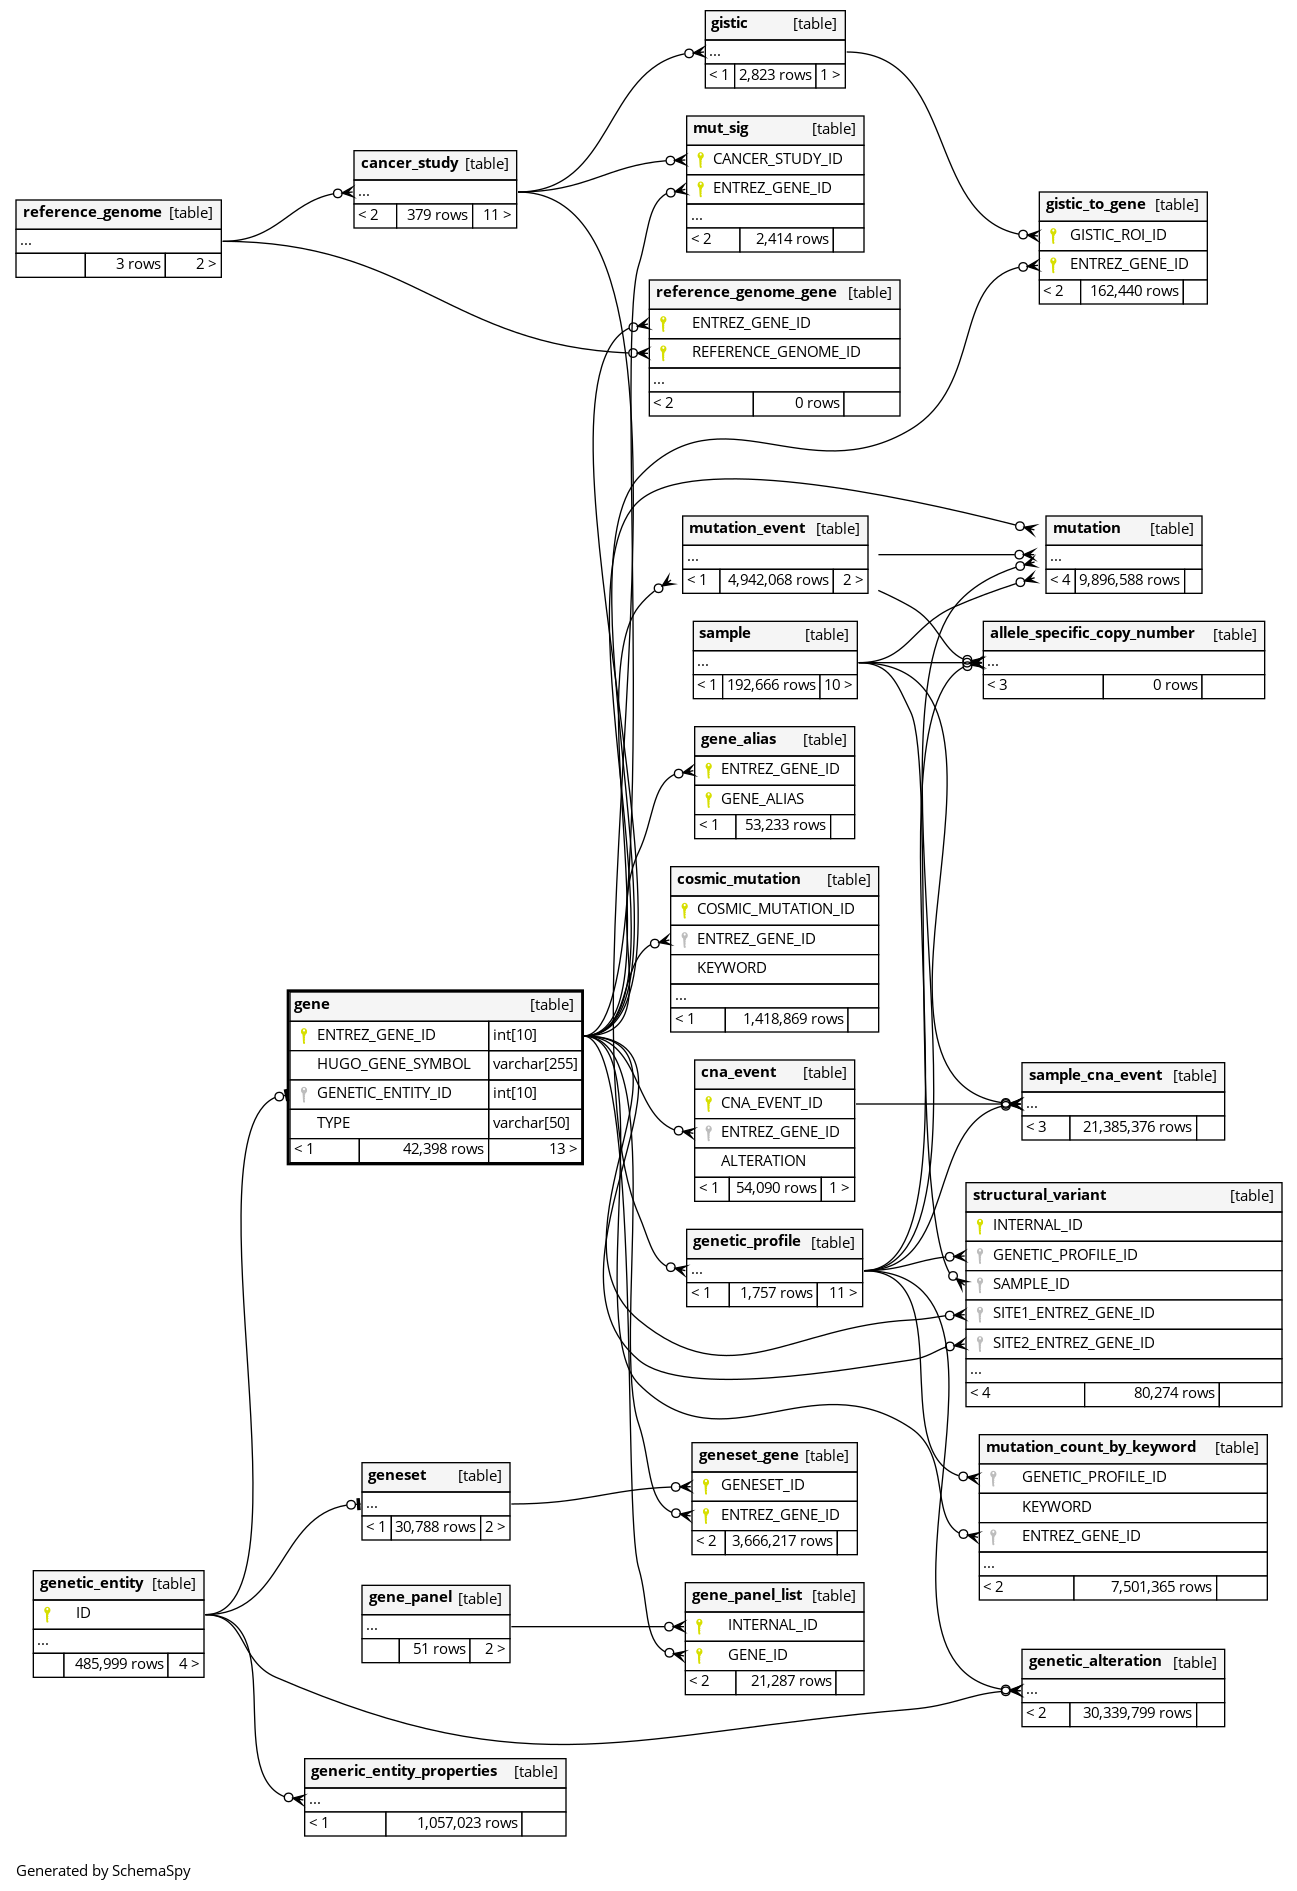 gistic [table]
...
< 1 2,823 rows 1 >
mut_sig [table]
CANCER_STUDY_ID
ENTREZ_GENE_ID
...
< 2 2,414 rows
cancer_study [table]
...
< 2 379 rows 11 >
reference_genome [table]
...
3 rows 2 >
gistic_to_gene [table]
GISTIC_ROI_ID
ENTREZ_GENE_ID
< 2 162,440 rows
reference_genome_gene [table]
ENTREZ_GENE_ID
REFERENCE_GENOME_ID
...
< 2 0 rows
mutation_event [table]
...
< 1 4,942,068 rows 2 >
mutation [table]
...
< 4 9,896,588 rows
sample [table]
...
< 1 192,666 rows 10 >
allele_specific_copy_number [table]
...
< 3 0 rows
gene_alias [table]
ENTREZ_GENE_ID
GENE_ALIAS
< 1 53,233 rows
cosmic_mutation [table]
COSMIC_MUTATION_ID
ENTREZ_GENE_ID
KEYWORD
...
< 1 1,418,869 rows
gene [table]
ENTREZ_GENE_ID int[10]
HUGO_GENE_SYMBOL varchar[255]
GENETIC_ENTITY_ID int[10]
TYPE varchar[50]
< 1 42,398 rows 13 >
cna_event [table]
CNA_EVENT_ID
ENTREZ_GENE_ID
ALTERATION
< 1 54,090 rows 1 >
sample_cna_event [table]
...
< 3 21,385,376 rows
structural_variant [table]
INTERNAL_ID
GENETIC_PROFILE_ID
SAMPLE_ID
SITE1_ENTREZ_GENE_ID
SITE2_ENTREZ_GENE_ID
...
< 4 80,274 rows
genetic_profile [table]
...
< 1 1,757 rows 11 >
mutation_count_by_keyword [table]
GENETIC_PROFILE_ID
KEYWORD
ENTREZ_GENE_ID
...
< 2 7,501,365 rows
geneset_gene [table]
GENESET_ID
ENTREZ_GENE_ID
< 2 3,666,217 rows
geneset [table]
...
< 1 30,788 rows 2 >
genetic_entity [table]
ID
...
485,999 rows 4 >
gene_panel [table]
...
51 rows 2 >
gene_panel_list [table]
INTERNAL_ID
GENE_ID
< 2 21,287 rows
genetic_alteration [table]
...
< 2 30,339,799 rows
generic_entity_properties [table]
...
< 1 1,057,023 rows
Generated by SchemaSpy